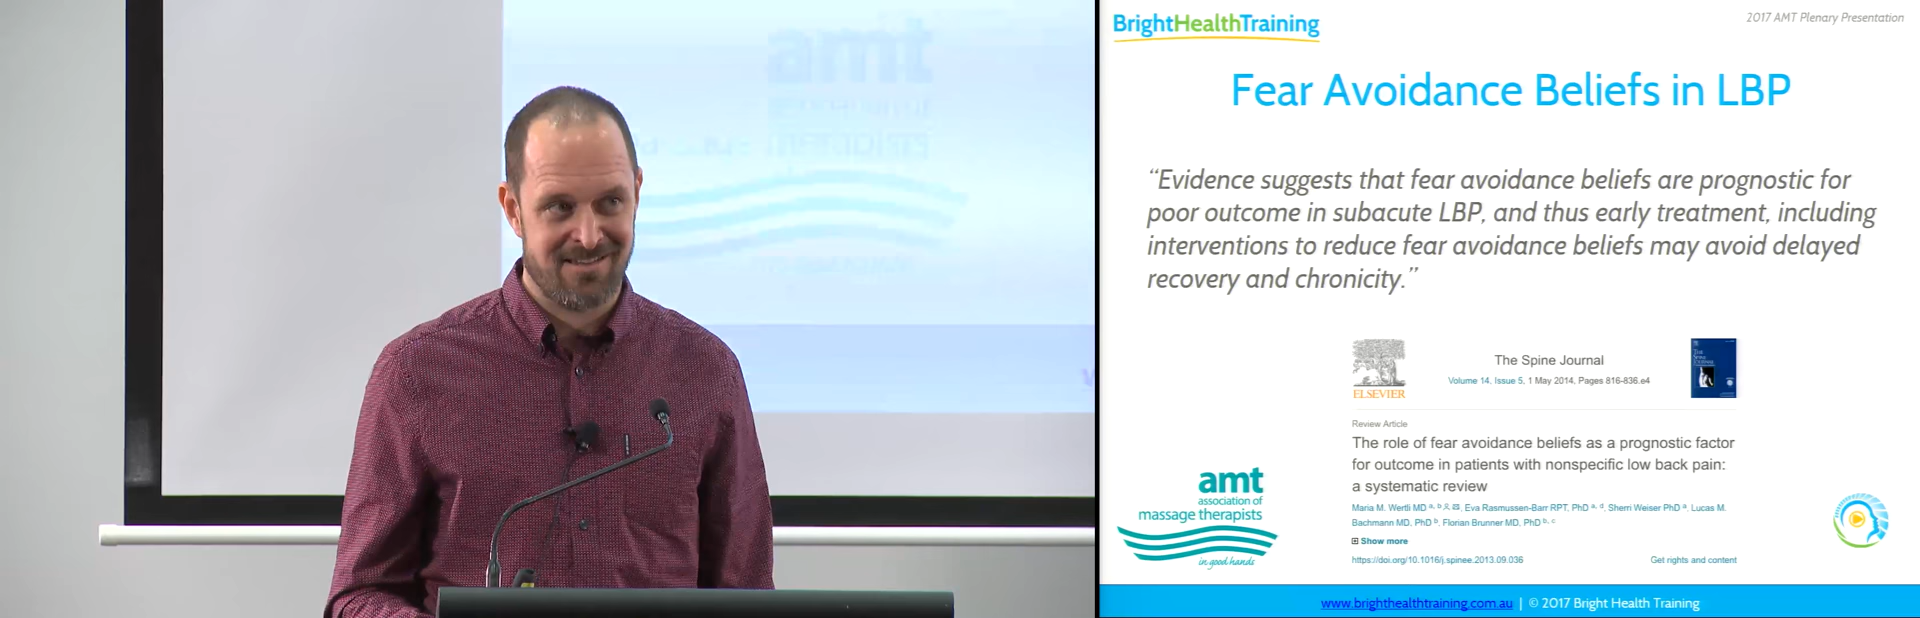 amt
BrightHealthTraining
2017 AMT Plenary Presentation
Fear Avoidance Beliefs in LBP
“Evidence suggests that fear avoidance beliefs are prognostic for
poor outcome in subacute LBP, and thus early treatment, including
interventions to reduce fear avoidance beliefs may avoid delayed
recovery and chronicity.”
The Spine Journal
Volume 14, Issue 5, 1 May 2014, Pages 816-836.e4
ELSEVIER
Review Article
The role of fear avoidance beliefs as a prognostic factor
for outcome in patients with nonspecific low back pain:
a systematic review
Maria M. Wertli MD a, b, Eva Rasmussen-Barr RPT, PhD a, d, Sherri Weiser PhD a, Lucas M.
Bachmann MD, PhD b, Florian Brunner MD, PhD b, c
Show more
https://doi.org/10.1016/j.spinee.2013.09.036
Get rights and content
amt
association of
massage therapists
in good hands
www.brighthealthtraining.com.au | © 2017 Bright Health Training